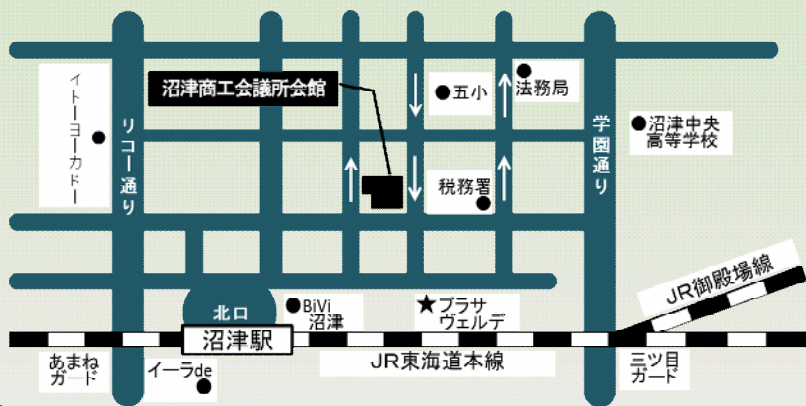 沼津商工会議所会館
五小
法務局
イトーヨーカドー
リコー通り
学園通り
沼津中央
高等学校
税務署
JR御殿場線
北口
BiVi
沼津
プラサ
ヴェルデ
沼津駅
JR東海道本線
あまね
ガード
イーラde
三ツ目
ガード